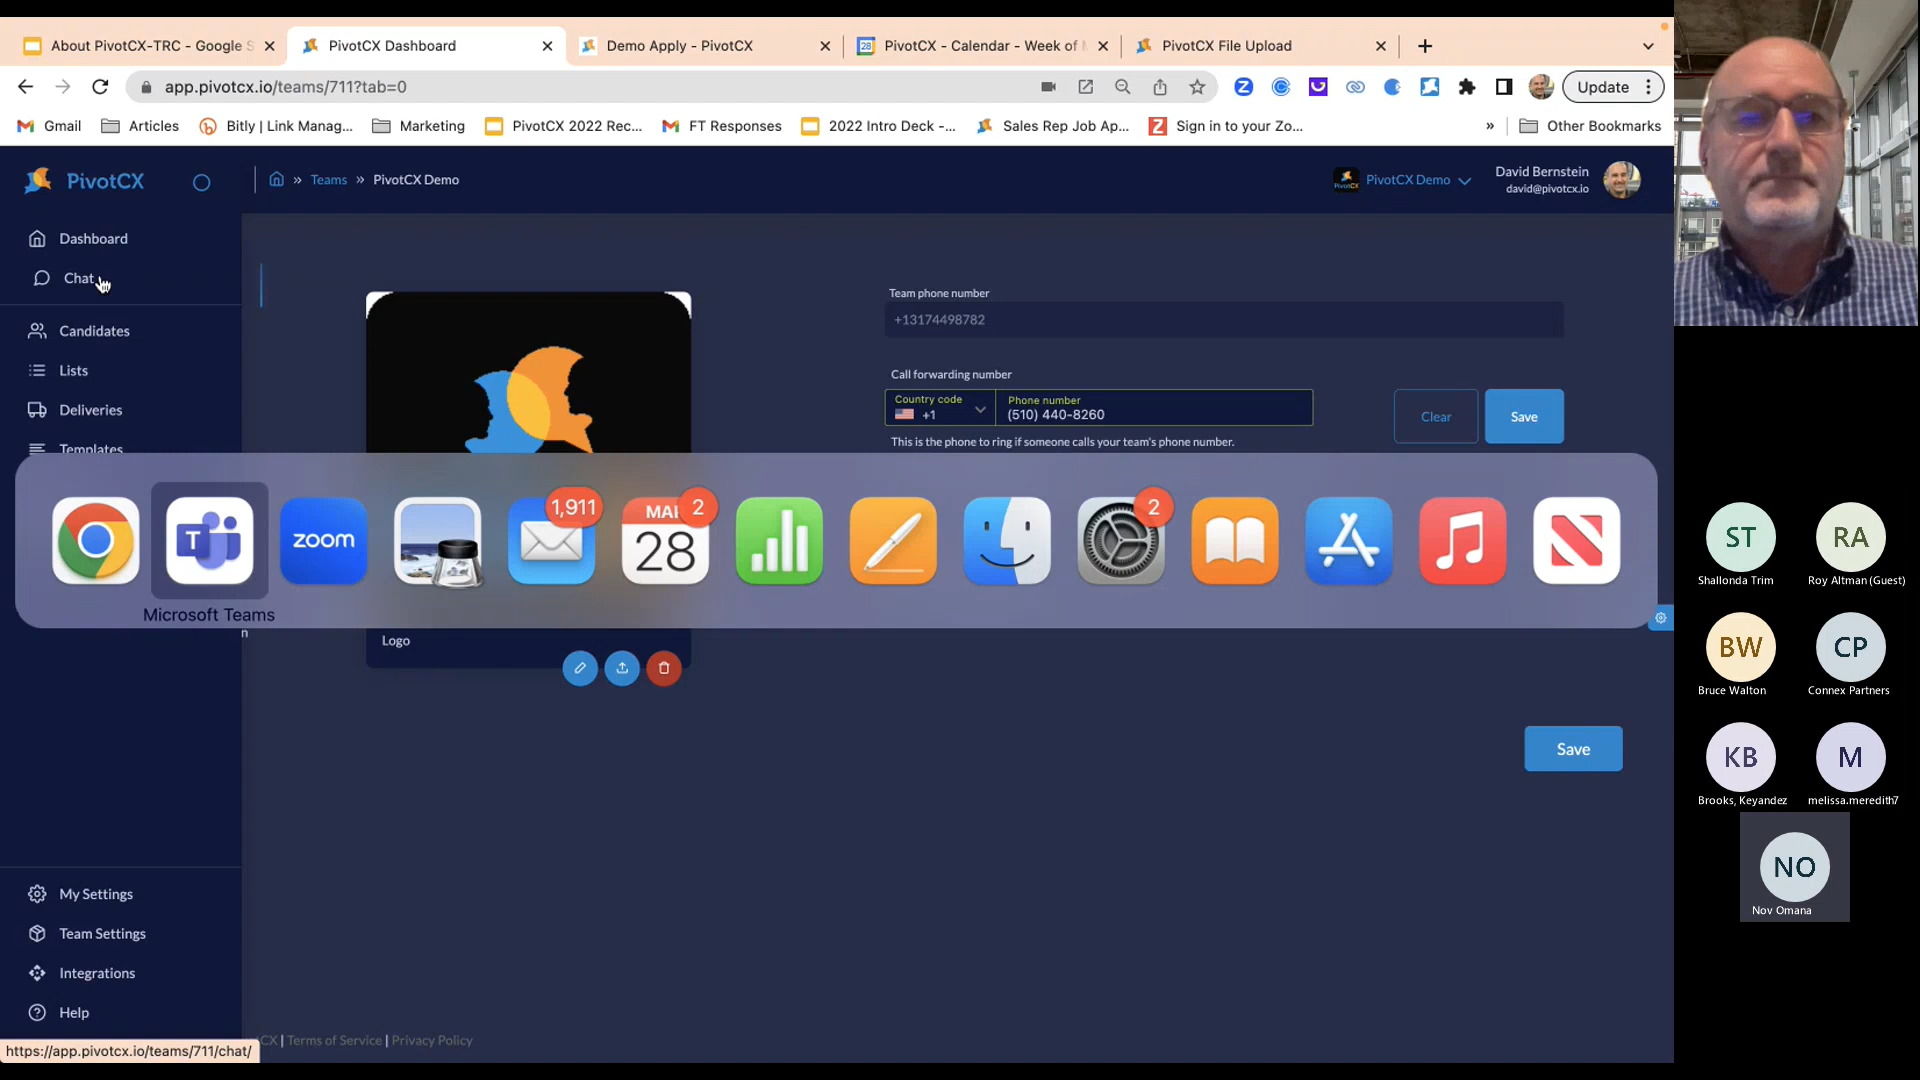 About PivotCX-TRC - Google S
PivotCX Dashboard
Demo Apply - PivotCX
PivotCX - Calendar - Week of M
PivotCX File Upload
app.pivotcx.io/teams/711?tab=0
Update
Gmail
Articles
Bitly | Link Manag...
Marketing
PivotCX 2022 Rec...
FT Responses
2022 Intro Deck -...
Sales Rep Job Ap...
Sign in to your Zo...
»
Other Bookmarks
PivotCX
» Teams » PivotCX Demo
PivotCX
PivotCX Demo
David Bernstein
david@pivotcx.io
Dashboard
Chat
Candidates
Lists
Deliveries
Templates
Team phone number
+13174498782
Call forwarding number
Country code
+1
Phone number
(510) 440-8260
Clear
Save
This is the phone to ring if someone calls your team's phone number.
zoom
1,911
MAR
28
2
2
Microsoft Teams
n
Logo
Save
My Settings
Team Settings
Integrations
Help
CX | Terms of Service | Privacy Policy
https://app.pivotcx.io/teams/711/chat/
ST
Shallonda Trim
RA
Roy Altman (Guest)
BW
Bruce Walton
CP
Connex Partners
KB
Brooks, Keyandez
M
melissa.meredith7
NO
Nov Omana